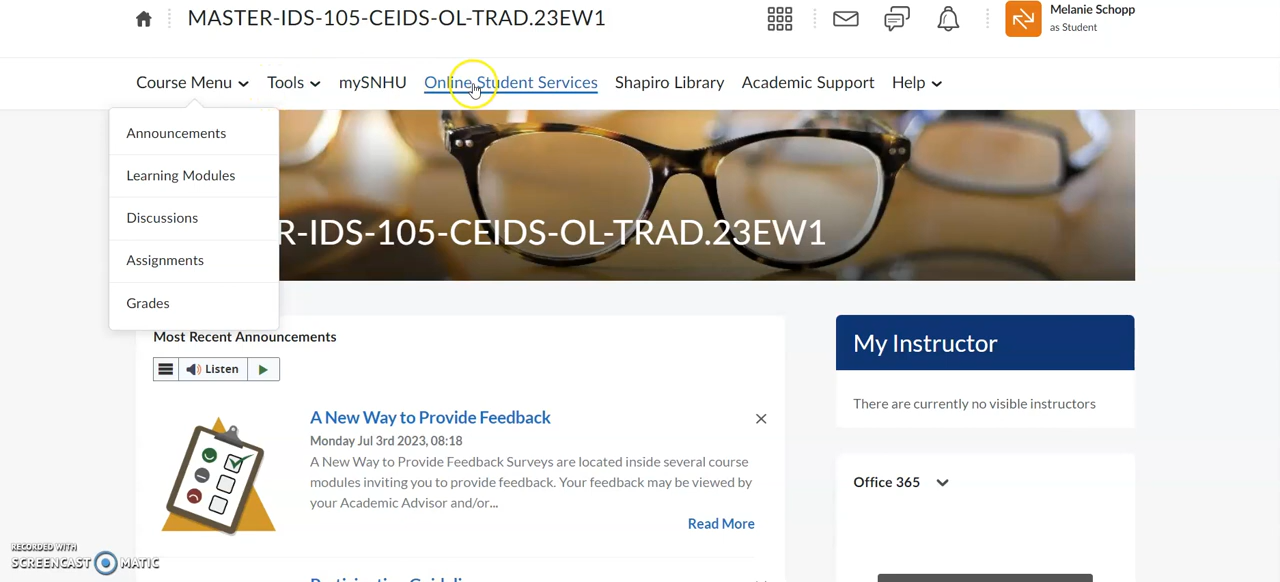 MASTER-IDS-105-CEIDS-OL-TRAD.23EW1
Melanie Schopp
as Student
Course Menu
Tools
mySNHU
Online Student Services
Shapiro Library
Academic Support
Help
Announcements
Learning Modules
Discussions
Assignments
Grades
R-IDS-105-CEIDS-OL-TRAD.23EW1
Most Recent Announcements
Listen
A New Way to Provide Feedback
Monday Jul 3rd 2023, 08:18
A New Way to Provide Feedback Surveys are located inside several course
modules inviting you to provide feedback. Your feedback may be viewed by
your Academic Advisor and/or...
Read More
My Instructor
There are currently no visible instructors
Office 365
RECORDED WITH
SCREENCAST MATIC